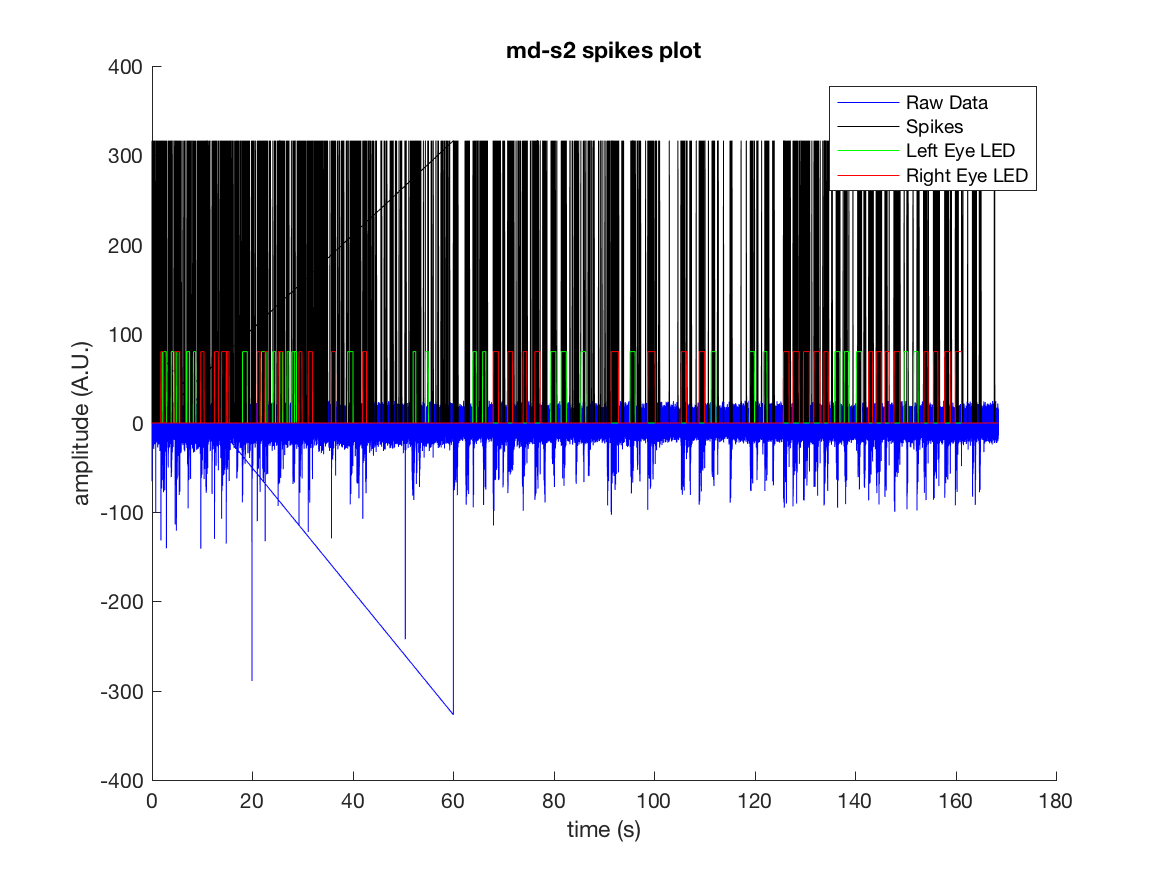 md-s2 spikes plot
400
300
200
100
0
-100
-200
-300
-400
amplitude (A.U.)
Raw Data
Spikes
Left Eye LED
Right Eye LED
0 20 40 60 80 100 120 140 160 180
time (s)